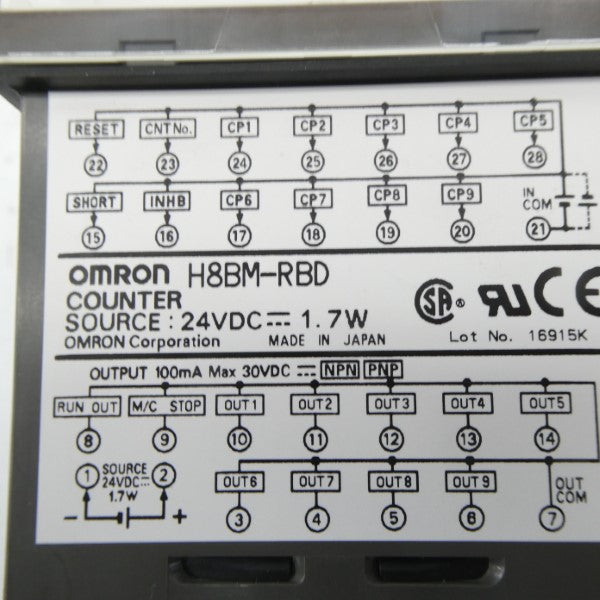 RESET CNT No. CP1 CP2 CP3 CP4 CP5
22 23 24 25 26 27 28
SHORT INHB CP6 CP7 CP8 CP9 IN COM
15 16 17 18 19 20 21
OMRON H8BM-RBD
COUNTER
SOURCE : 24VDC 1.7W
OMRON Corporation MADE IN JAPAN
SA ® RU CE
Lot No. 16915K
OUTPUT 100mA Max 30VDC NPN PNP
RUN OUT M/C STOP OUT1 OUT2 OUT3 OUT4 OUT5
8 9 10 11 12 13 14
1 SOURCE 24VDC 1.7W 2
OUT6 OUT7 OUT8 OUT9 OUT COM
- +
3 4 5 6 7